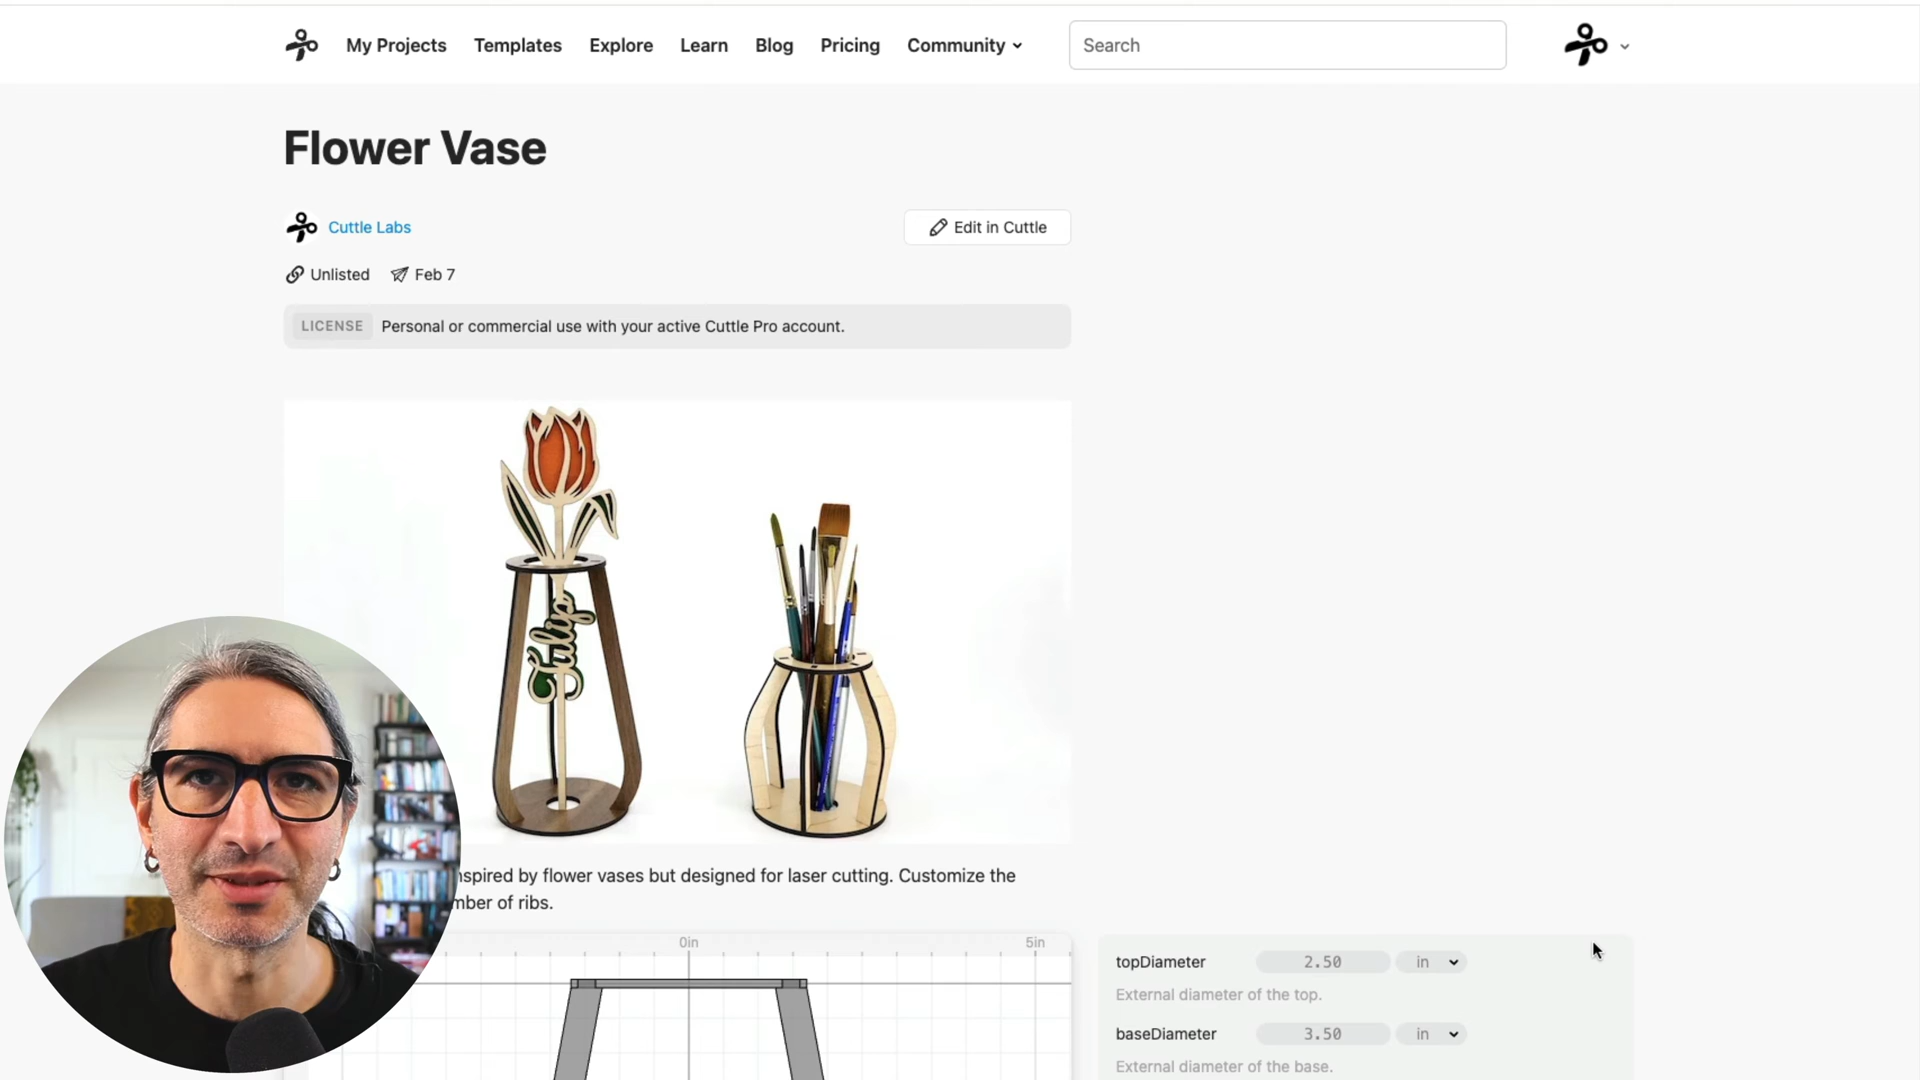 My Projects Templates Explore Learn Blog Pricing Community Search
Flower Vase
Cuttle Labs Edit in Cuttle
Unlisted Feb 7
LICENSE Personal or commercial use with your active Cuttle Pro account.
Tulip
by flower vases but designed for laser cutting. Customize the
of ribs.
0in 5in
topDiameter 2.50 in
External diameter of the top.
baseDiameter 3.50 in
External diameter of the base.